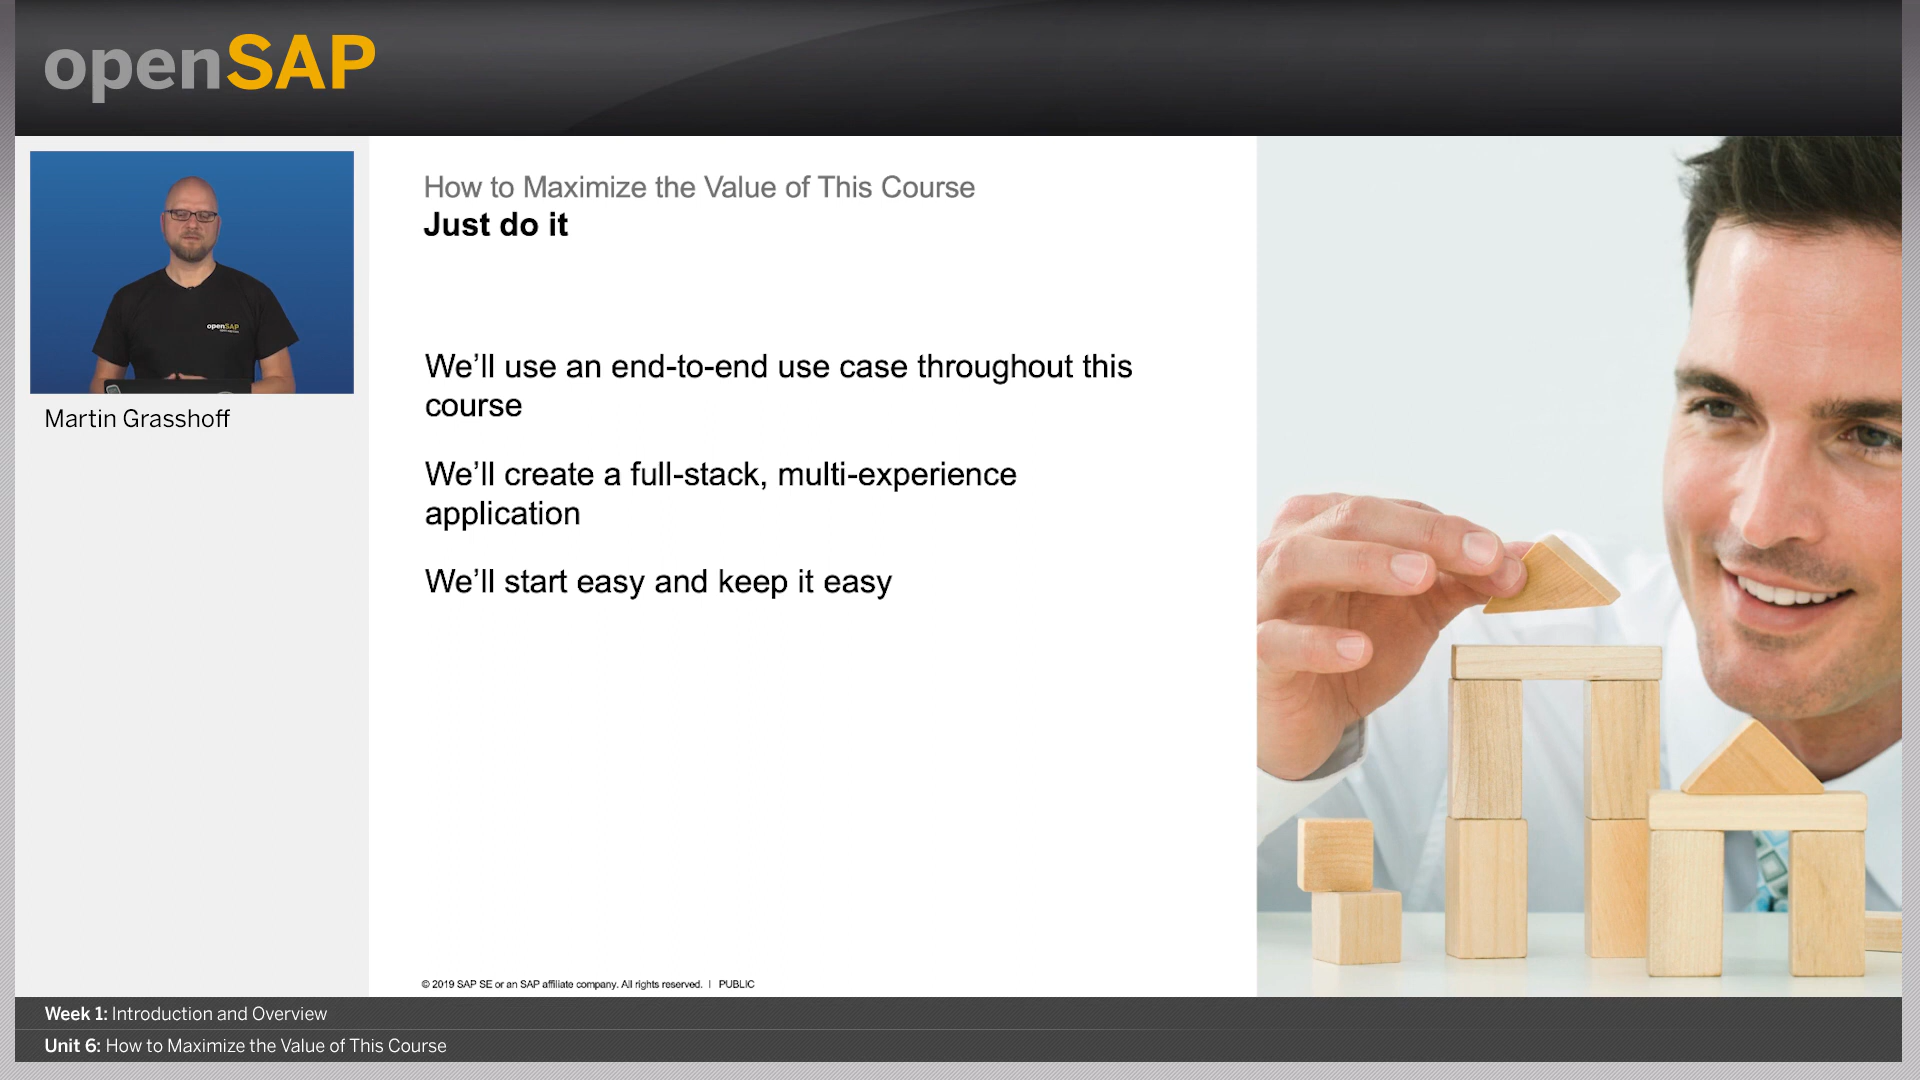 openSAP
openSAP
Martin Grasshoff
How to Maximize the Value of This Course
Just do it
We’ll use an end-to-end use case throughout this
course
We’ll create a full-stack, multi-experience
application
We’ll start easy and keep it easy
© 2019 SAP SE or an SAP affiliate company. All rights reserved. | PUBLIC
Week 1: Introduction and Overview
Unit 6: How to Maximize the Value of This Course